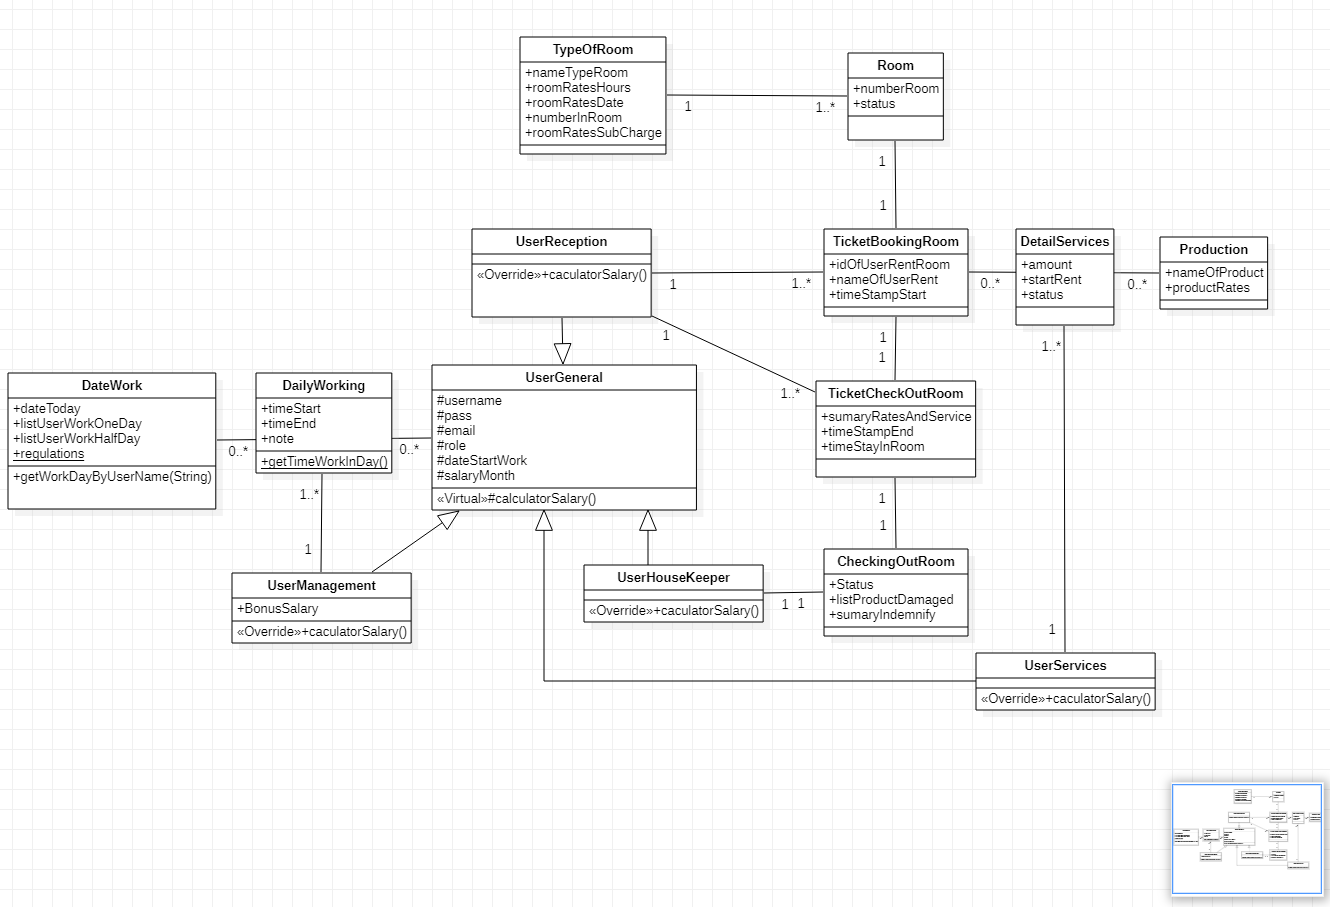 TypeOfRoom
+nameTypeRoom
+roomRatesHours
+roomRatesDate
+numberInRoom
+roomRatesSubCharge
1
1..*
Room
+numberRoom
+status
1
1
UserReception
«Override»+caculatorSalary()
1
1..*
TicketBookingRoom
+idOfUserRentRoom
+nameOfUserRent
+timeStampStart
0..*
DetailServices
+amount
+startRent
+status
0..*
Production
+nameOfProduct
+productRates
1
1..*
1
1
1..*
DateWork
+dateToday
+listUserWorkOneDay
+listUserWorkHalfDay
+regulations
+getWorkDayByUserName(String)
0..*
DailyWorking
+timeStart
+timeEnd
+note
+getTimeWorkInDay()
0..*
UserGeneral
#username
#pass
#email
#role
#dateStartWork
#salaryMonth
«Virtual»#calculatorSalary()
TicketCheckOutRoom
+sumaryRatesAndService
+timeStampEnd
+timeStayInRoom
1..*
1
1
1
UserManagement
+BonusSalary
«Override»+caculatorSalary()
UserHouseKeeper
«Override»+caculatorSalary()
1
1
CheckingOutRoom
+Status
+listProductDamaged
+sumaryIndemnify
1
UserServices
«Override»+caculatorSalary()